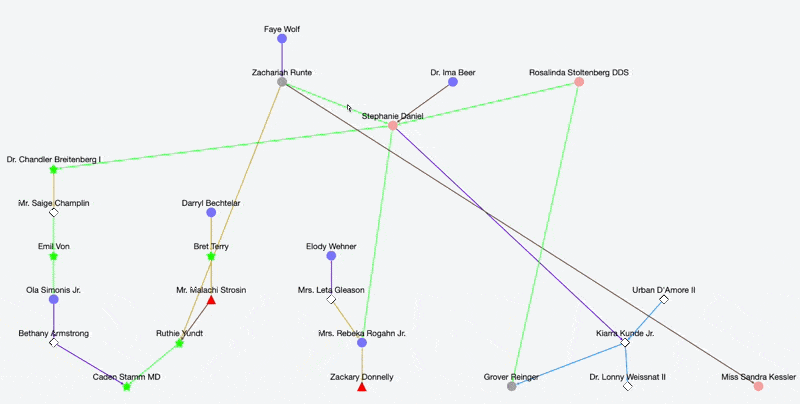 Faye Wolf
Zachariah Runte
Dr. Ima Beer
Rosalinda Stoltenberg DDS
Stephanie Daniel
Dr. Chandler Breitenberg I
Mr. Saige Champlin
Darryl Bechtelar
Emil Von
Bret Terry
Elody Wehner
Ola Simonis Jr.
Mr. Malachi Strosin
Mrs. Leta Gleason
Urban D'Amore II
Bethany Armstrong
Ruthie Yundt
Mrs. Rebeka Rogahn Jr.
Kiarra Kunde Jr.
Caden Stamm MD
Zackary Donnelly
Grover Reinger
Dr. Lonny Weissnat II
Miss Sandra Kessler